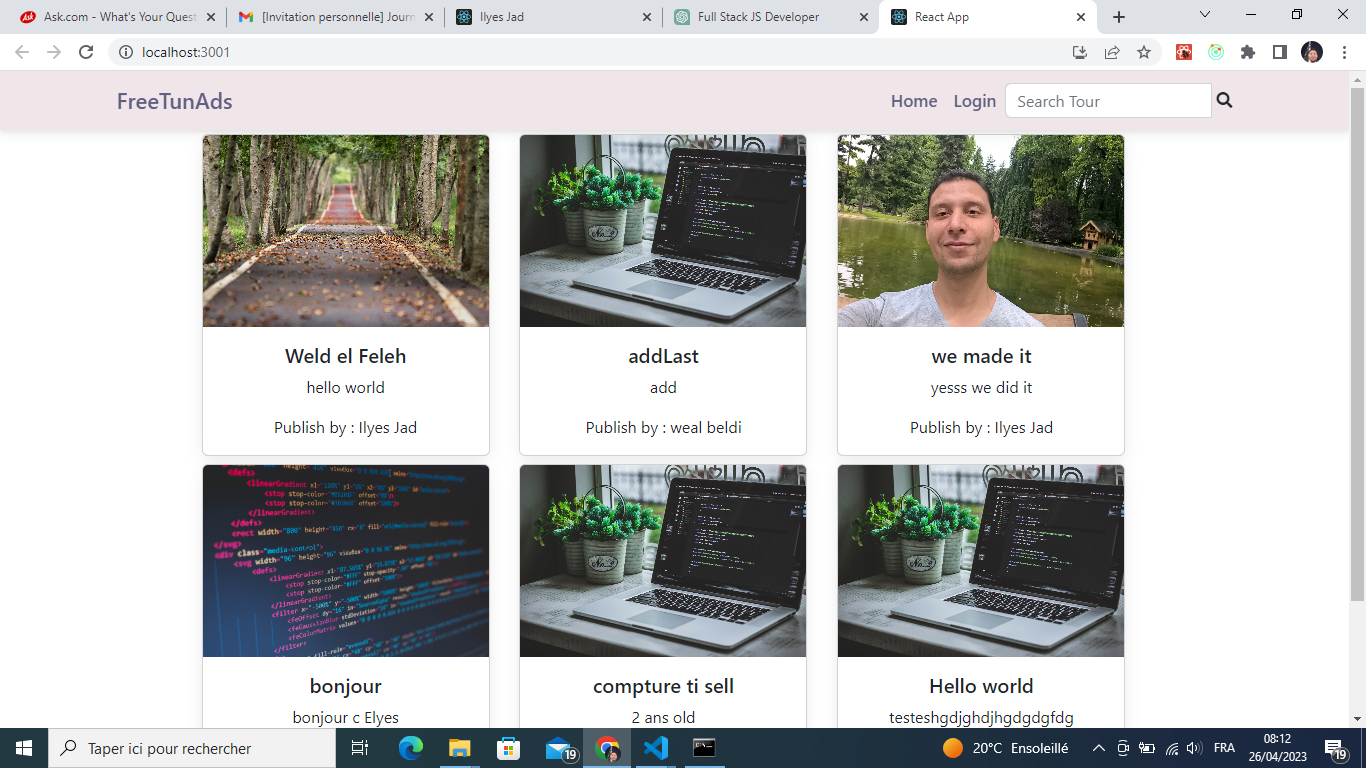 Ask.com - What's Your Quest
[Invitation personnelle] Journ
Ilyes Jad
Full Stack JS Developer
React App
localhost:3001
FreeTunAds
Home
Login
Search Tour
Weld el Feleh
hello world
Publish by : Ilyes Jad
addLast
add
Publish by : weal beldi
we made it
yesss we did it
Publish by : Ilyes Jad
bonjour
bonjour c Elyes
compture ti sell
2 ans old
Hello world
testeshgdjghdjhgdgdgfdg
Taper ici pour rechercher
19
20°C Ensoleillé
FRA
08:12
26/04/2023
19